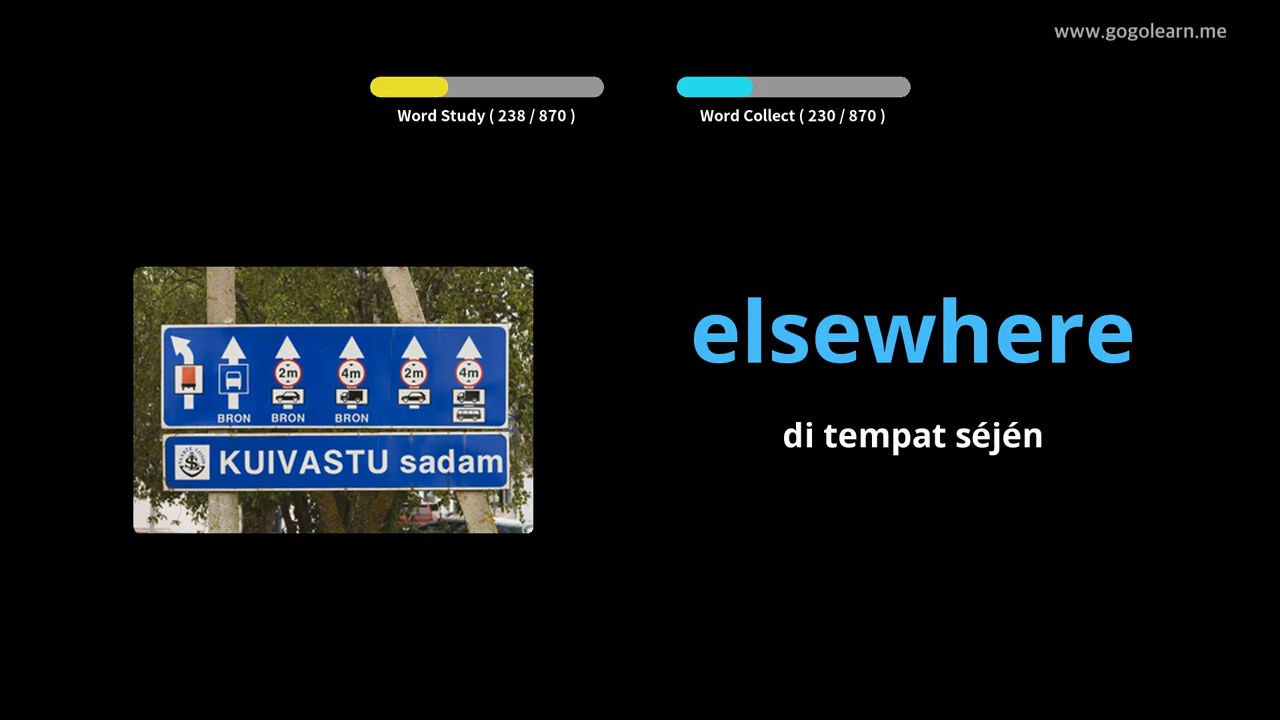 www.gogolearn.me
Word Study ( 238 / 870 )
Word Collect ( 230 / 870 )
2m
4m
2m
4m
BRON
BRON
BRON
KUIVASTU sadam
elsewhere
di tempat séjén